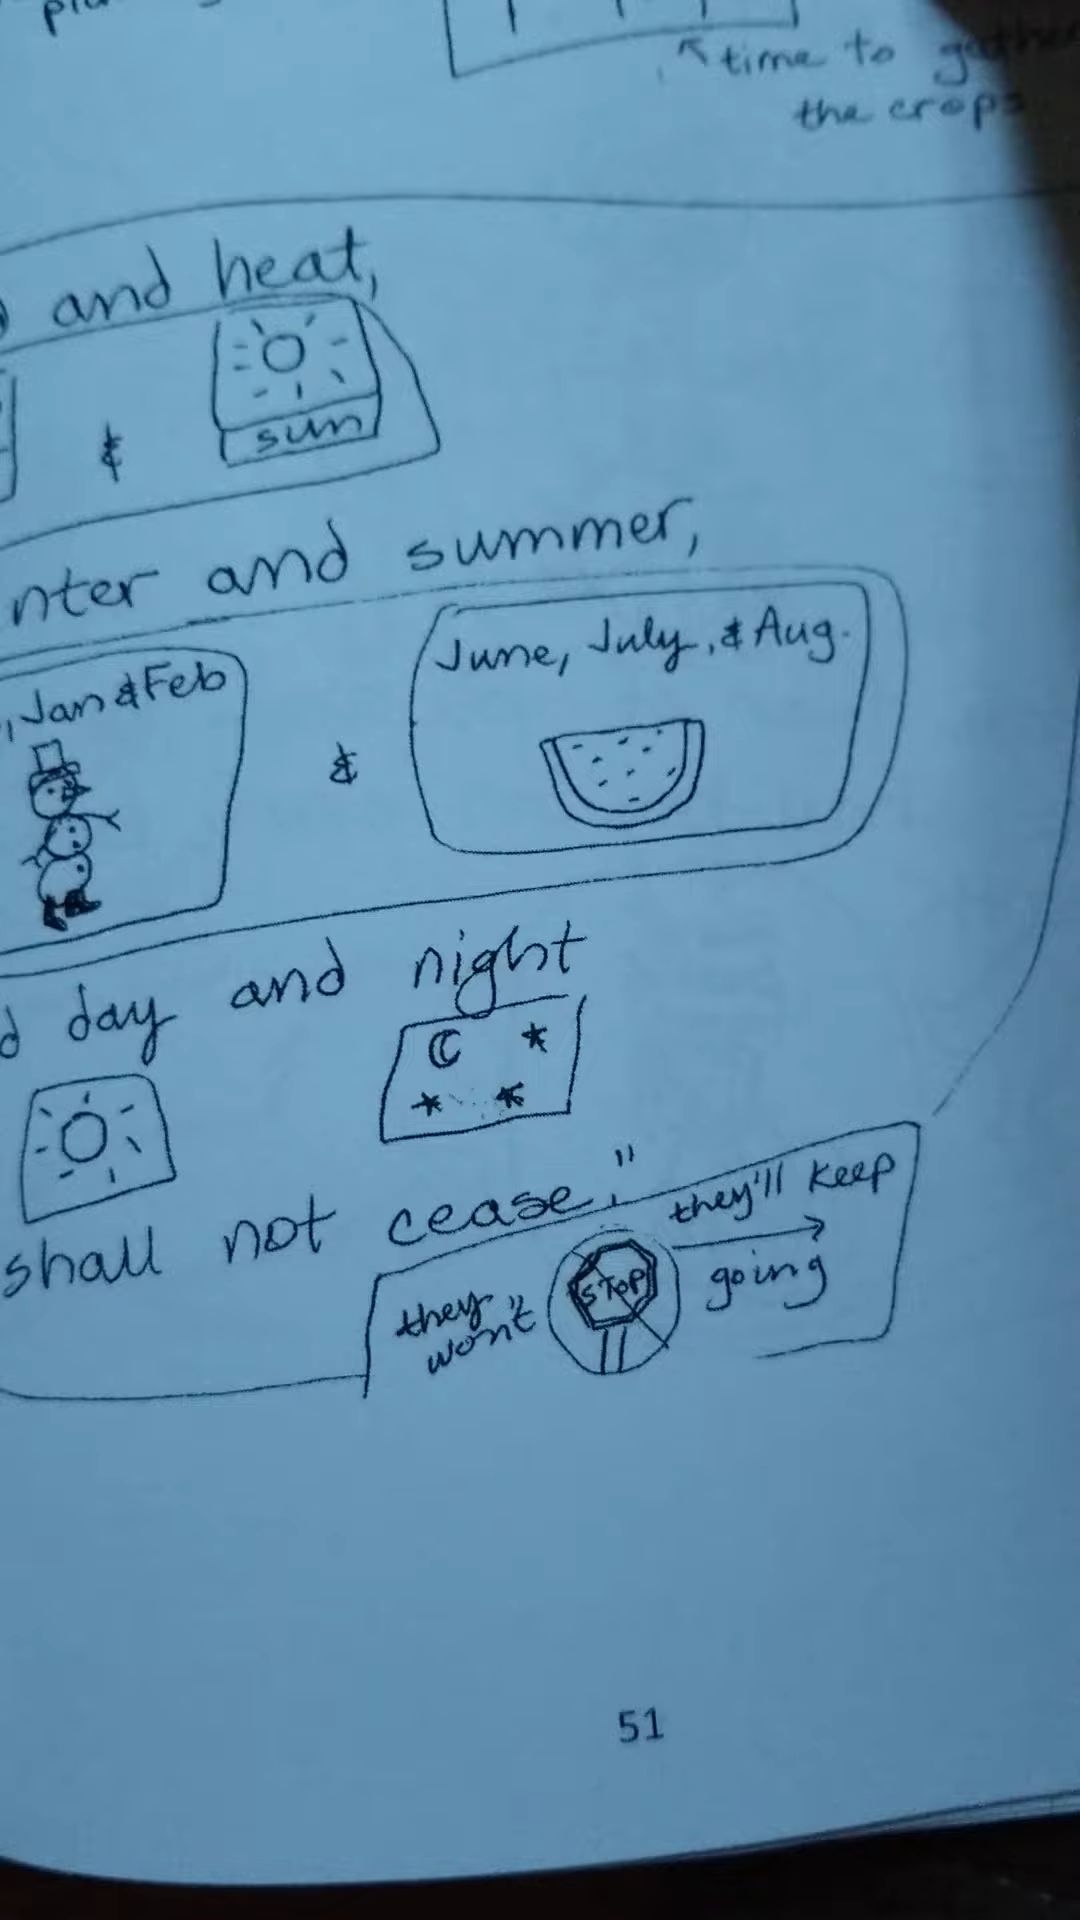 time to gather
the crops
and heat,
&
sun
nter and summer,
, Jan & Feb
&
June, July, & Aug.
d day and night
shall not cease."
they won't
STOP
they'll keep
going
51